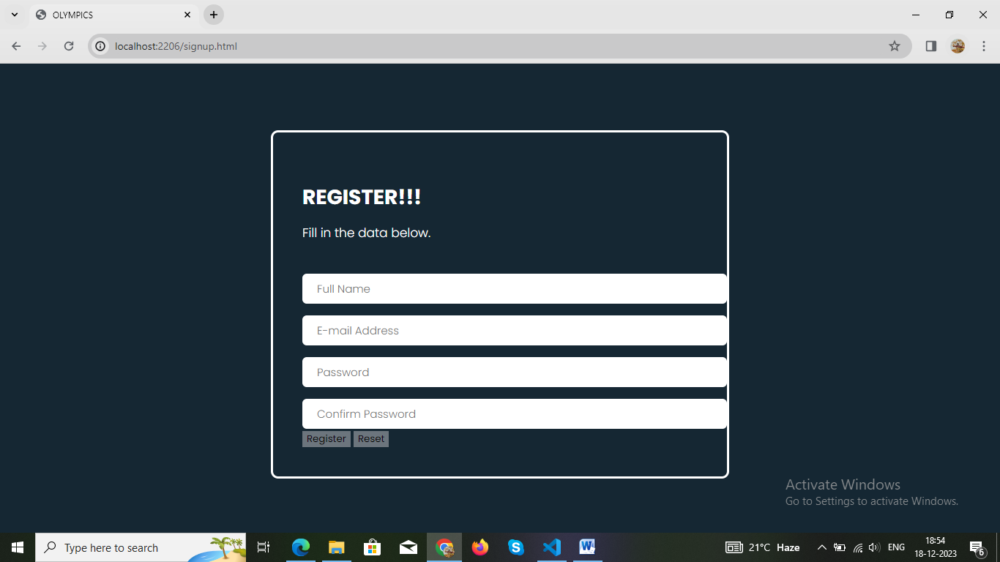 OLYMPICS
localhost:2206/signup.html
REGISTER!!!
Fill in the data below.
Full Name
E-mail Address
Password
Confirm Password
Register Reset
Activate Windows
Go to Settings to activate Windows.
Type here to search
21°C Haze
ENG
18:54
18-12-2023
6